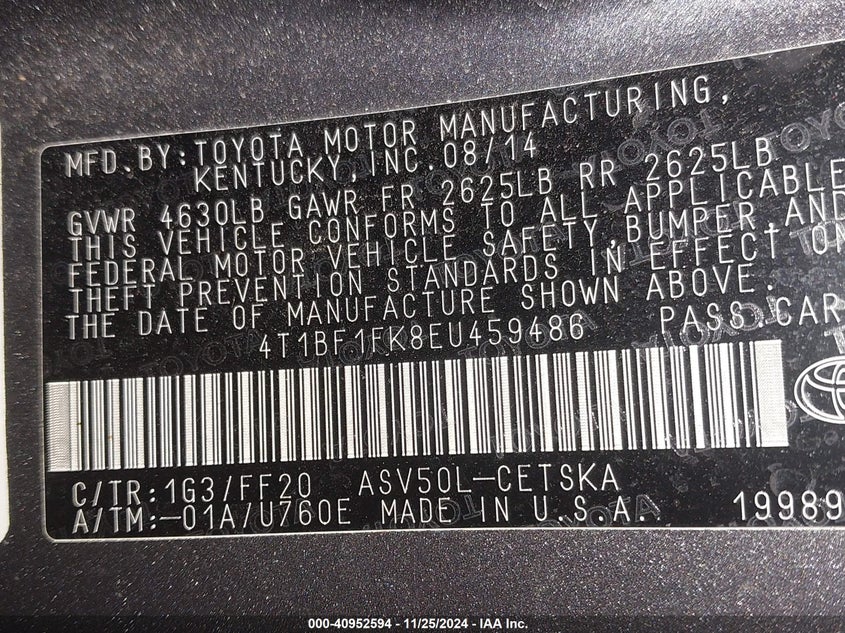 MFD.BY:TOYOTA MOTOR MANUFACTURING,
KENTUCKY,INC.08/14
GVWR 4630LB GAWR FR 2625LB RR 2625LB
THIS VEHICLE CONFORMS TO ALL APPLICABLE
FEDERAL MOTOR VEHICLE SAFETY,BUMPER,AND
THEFT PREVENTION STANDARDS IN EFFECT ON
THE DATE OF MANUFACTURE SHOWN ABOVE.
4T1BF1FK8EU459486 PASS.CAR
C/TR:1G3/FF20 ASV50L-CETSKA
A/TM:-01A/U760E MADE IN U.S.A. 19989
000-40952594 - 11/25/2024 - IAA Inc.